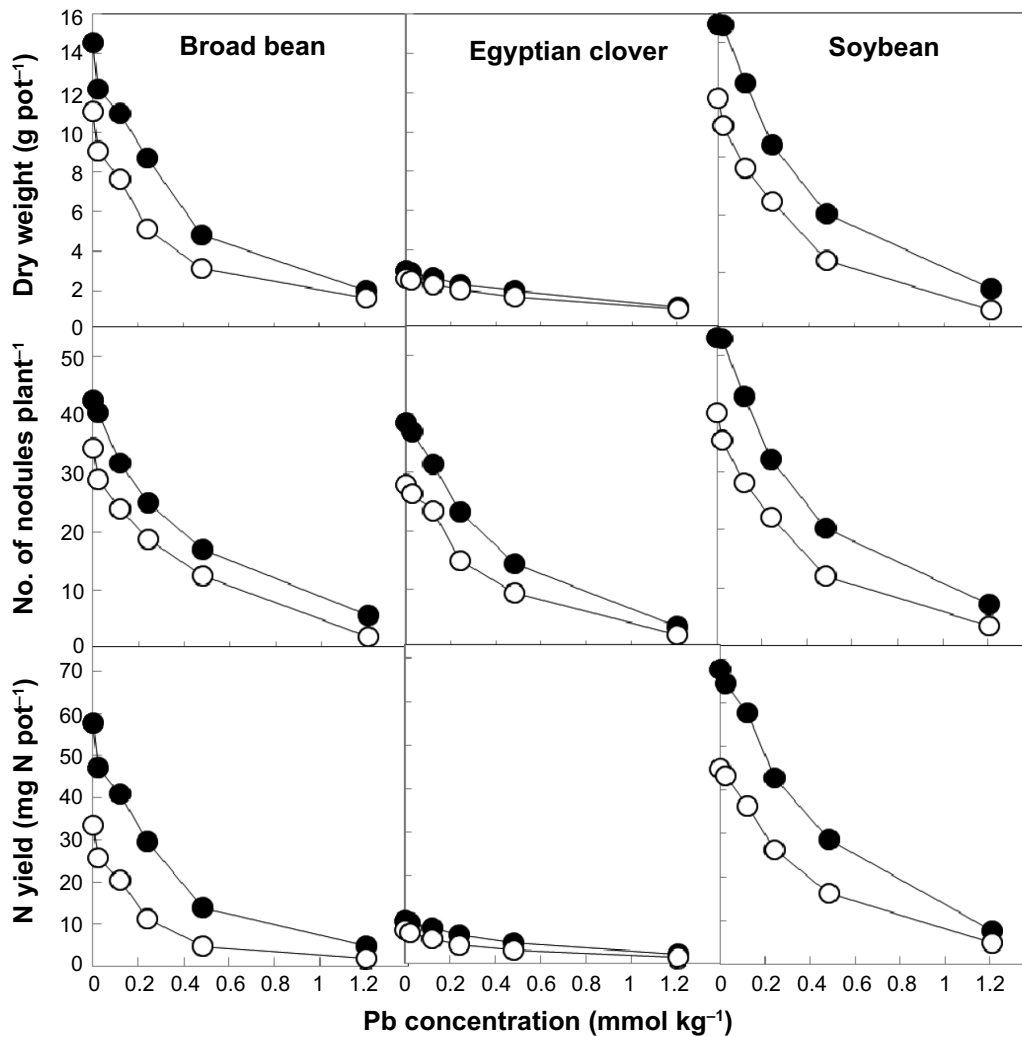 Broad bean
Egyptian clover
Soybean
Dry weight (g pot⁻¹)
16
14
12
10
8
6
4
2
0
No. of nodules plant⁻¹
50
40
30
20
10
0
N yield (mg N pot⁻¹)
70
60
50
40
30
20
10
0
0 0.2 0.4 0.6 0.8 1 1.2 0 0.2 0.4 0.6 0.8 1 1.2 0 0.2 0.4 0.6 0.8 1 1.2
Pb concentration (mmol kg⁻¹)